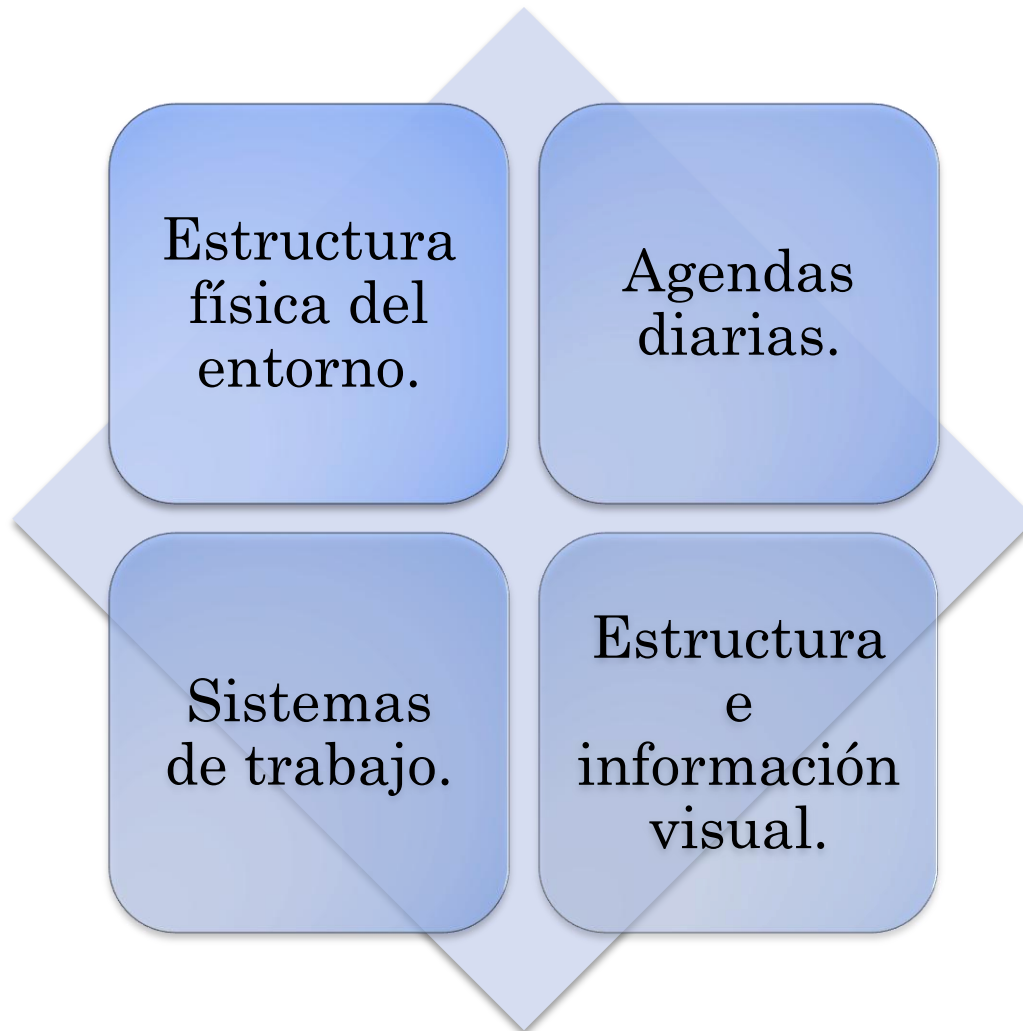 Estructura
física del
entorno.
Agendas
diarias.
Sistemas
de trabajo.
Estructura
e
información
visual.